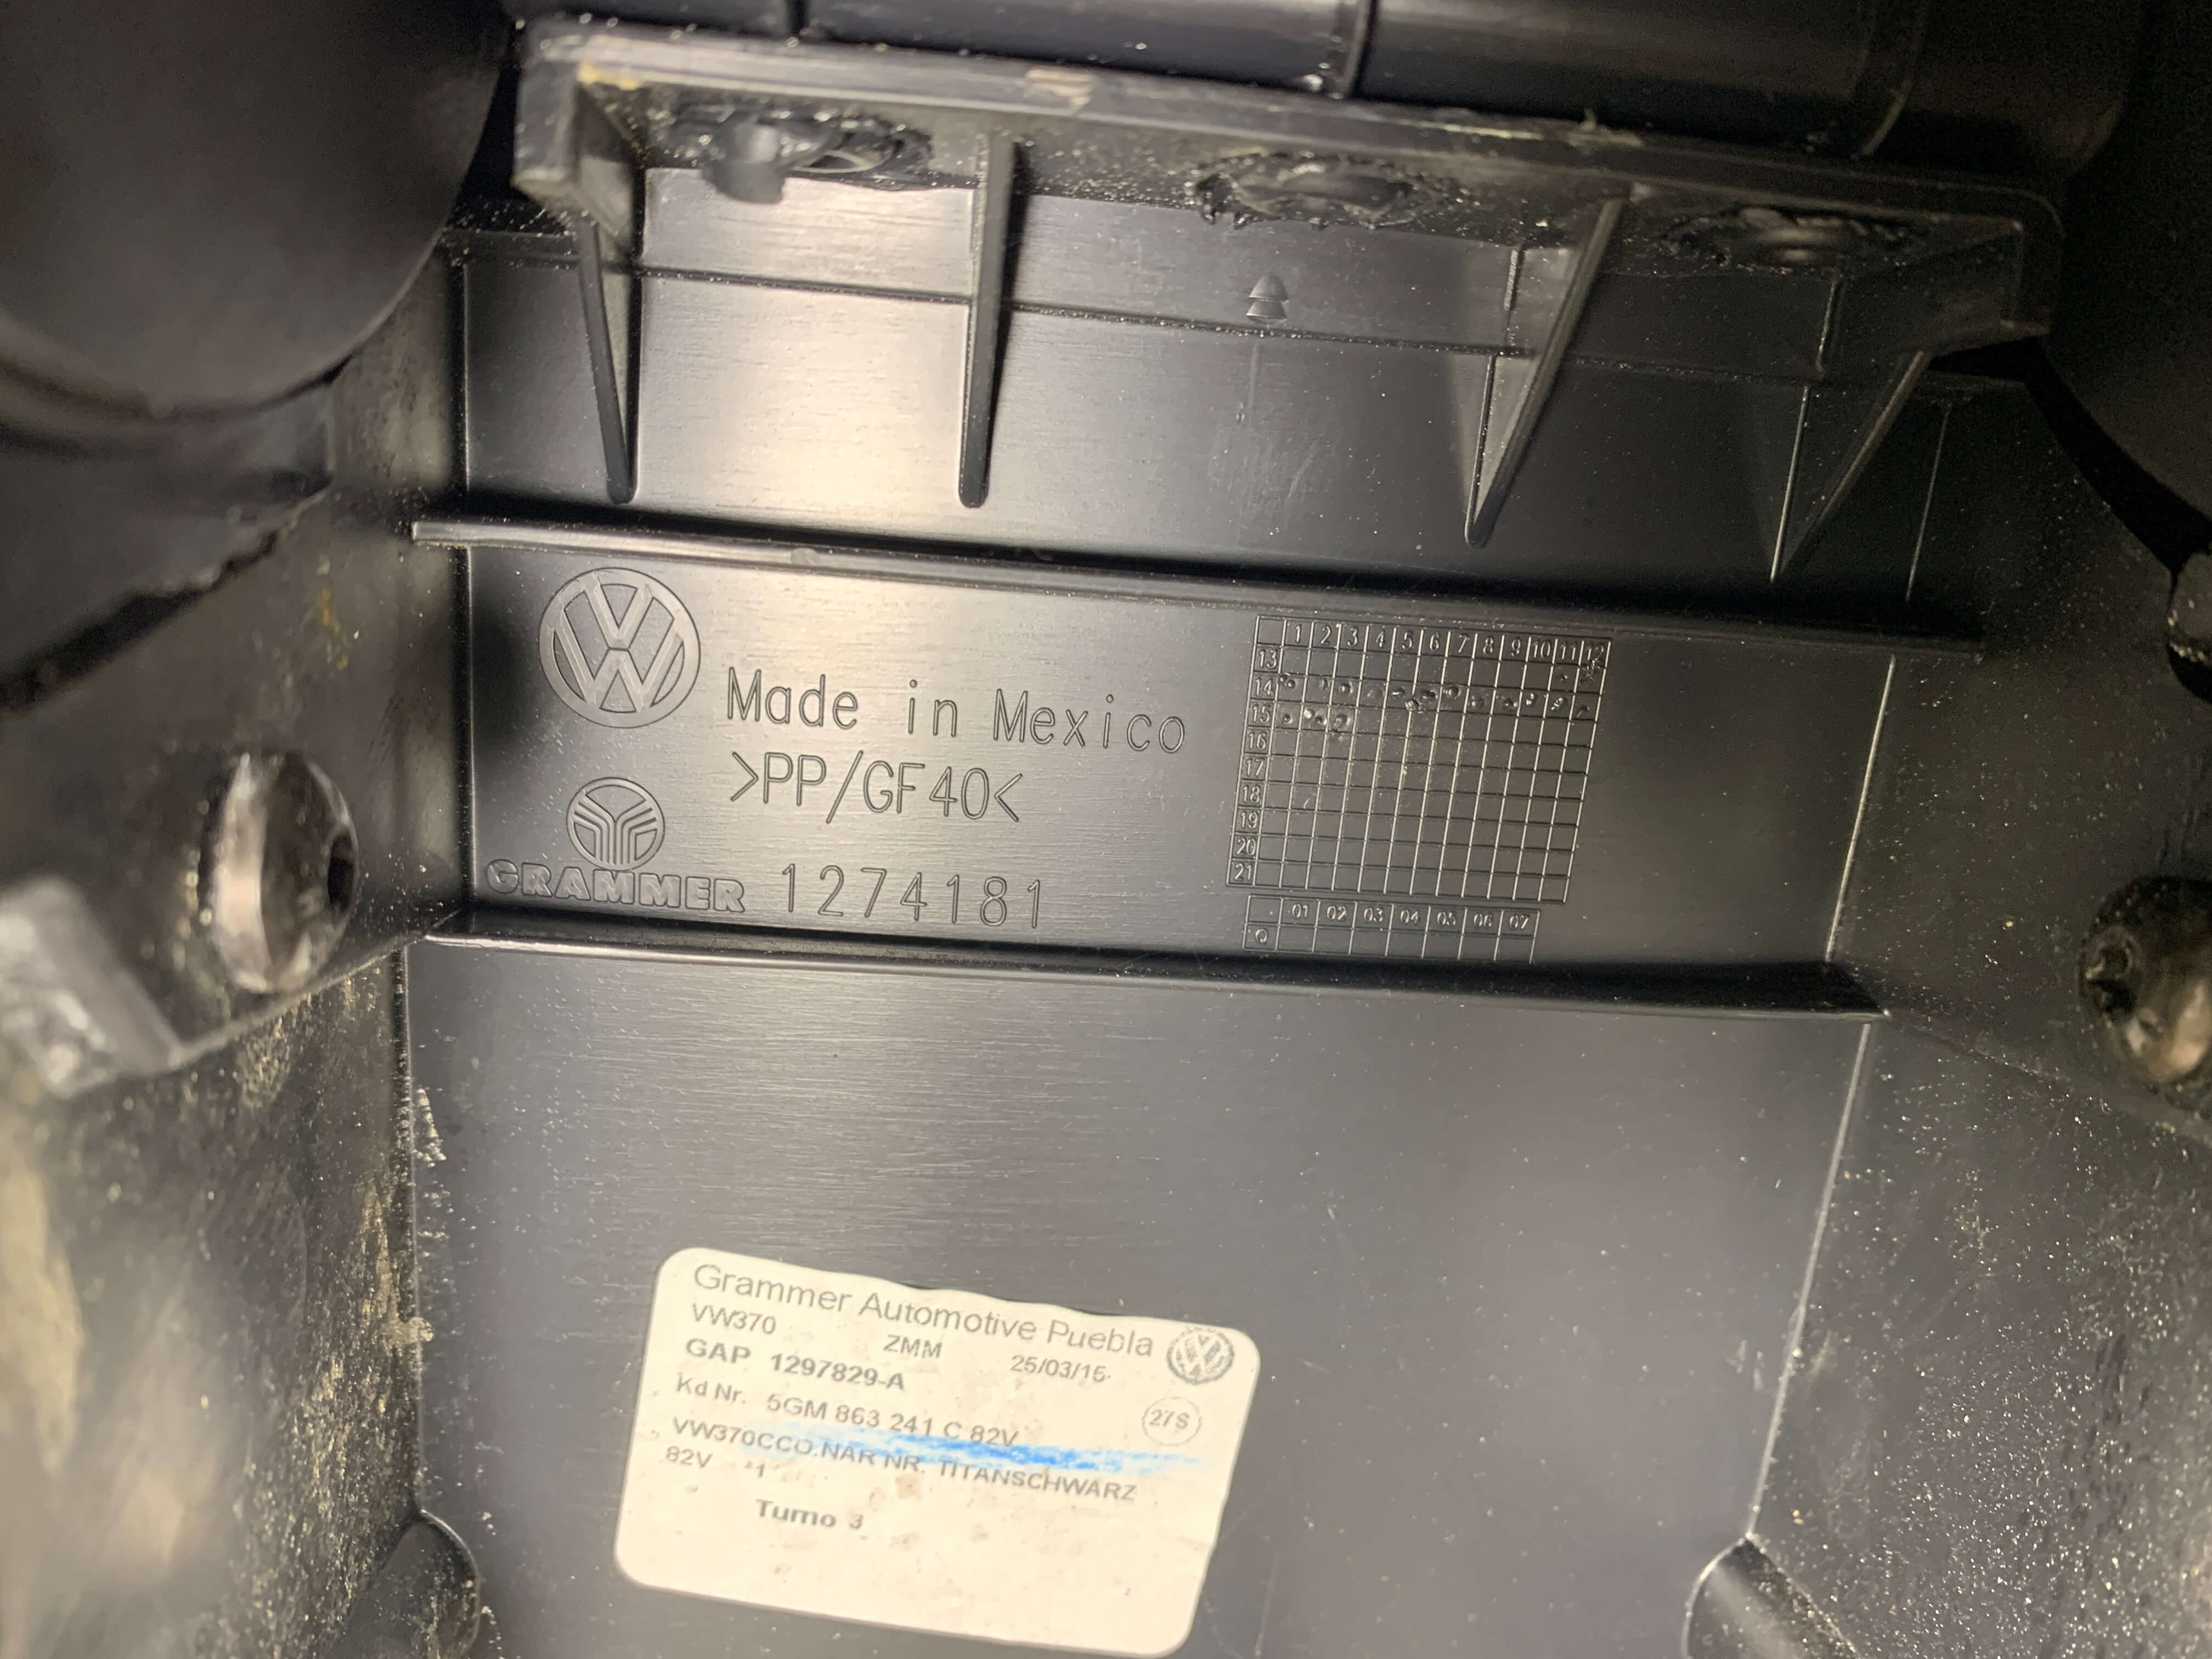 Made in Mexico
>PP/GF40<
GRAMMER 1274181
1 2 3 4 5 6 7 8 9 10 11 12
13
14
15
16
17
18
19
20
21
01 02 03 04 05 06 07
Grammer Automotive Puebla
VW370 ZMM 25/03/15
GAP 1297829-A
Kd Nr. 5GM 863 241 C 82V
27S
VW370CCO.NAR NR. TITANSCHWARZ
82V *1
Turno 3